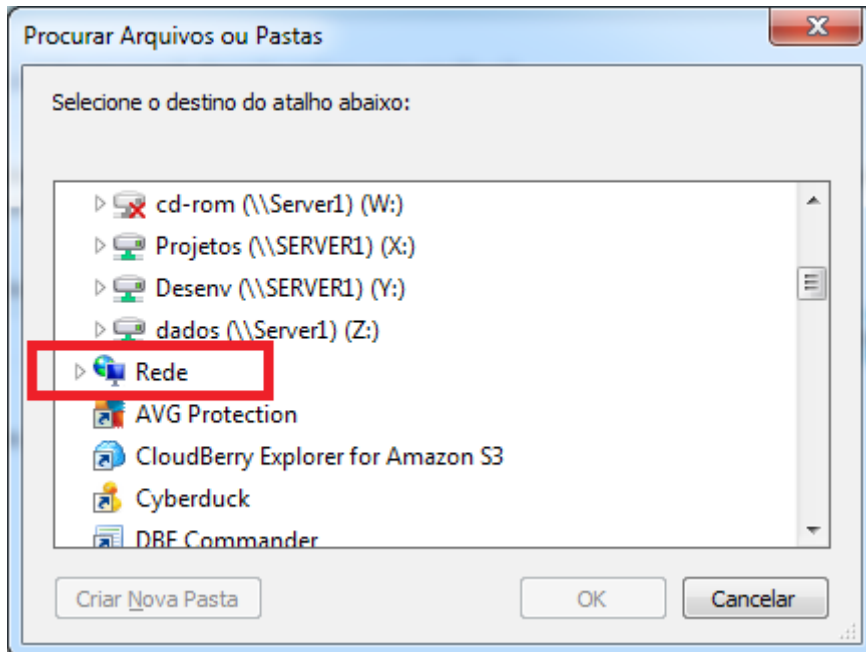 Procurar Arquivos ou Pastas
Selecione o destino do atalho abaixo:
cd-rom (\\Server1) (W:)
Projetos (\\SERVER1) (X:)
Desenv (\\SERVER1) (Y:)
dados (\\Server1) (Z:)
Rede
AVG Protection
CloudBerry Explorer for Amazon S3
Cyberduck
DBF Commander
Criar Nova Pasta OK Cancelar